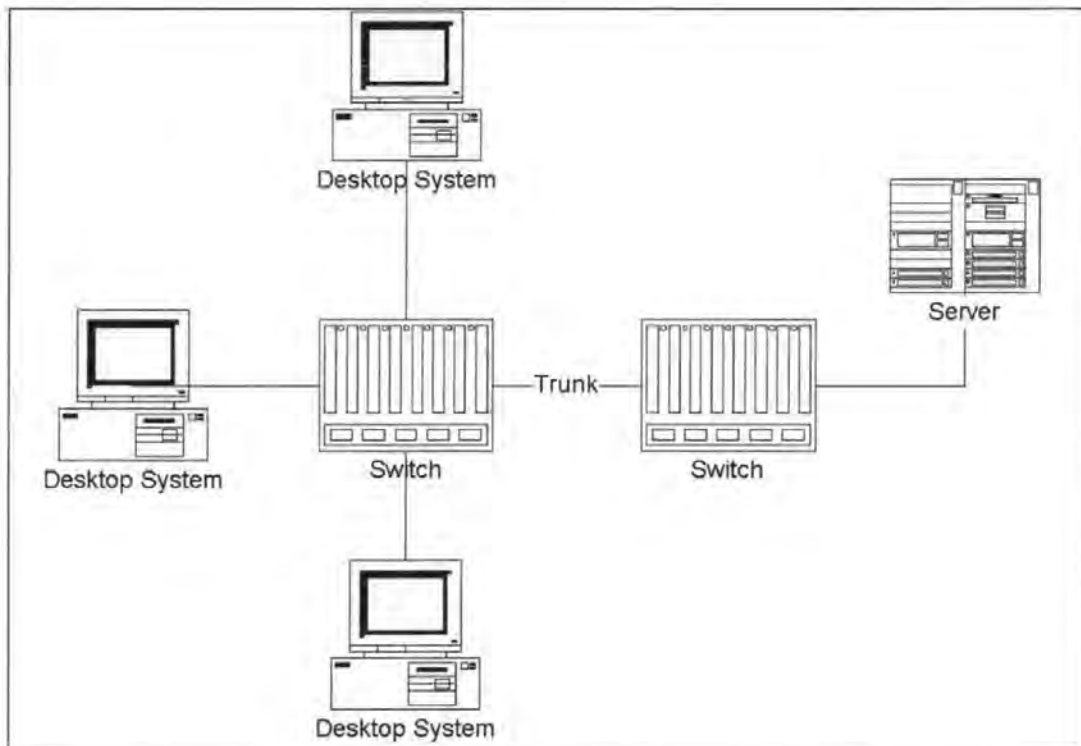 Desktop System
Server
Desktop System
Switch
Trunk
Switch
Desktop System